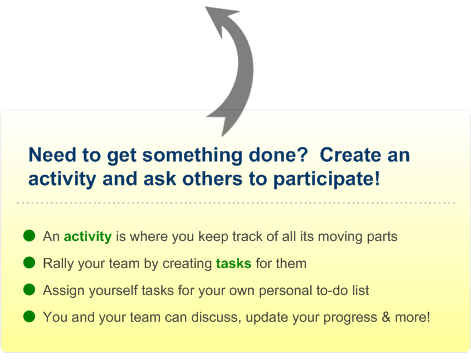 Need to get something done?  Create an
activity and ask others to participate!
An activity is where you keep track of all its moving parts
Rally your team by creating tasks for them
Assign yourself tasks for your own personal to-do list
You and your team can discuss, update your progress & more!